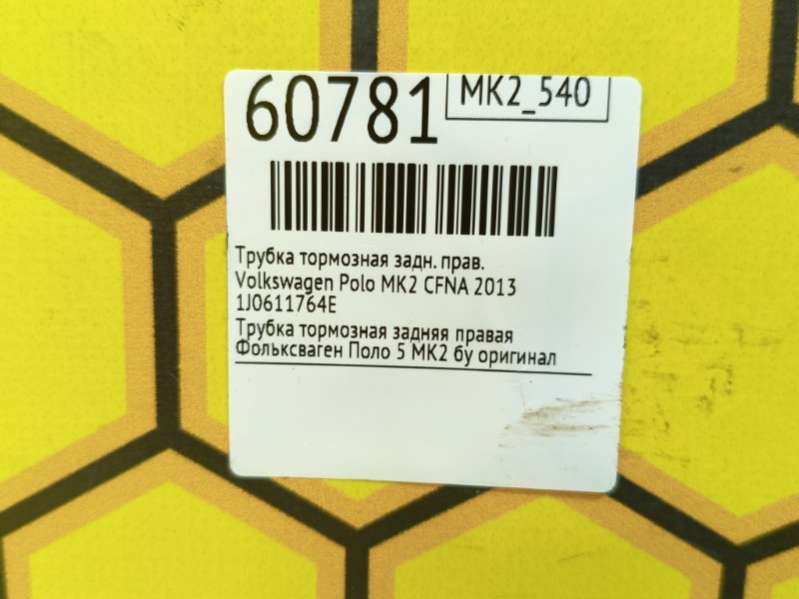 60781
MK2_540
Трубка тормозная задн. прав.
Volkswagen Polo MK2 CFNA 2013
1J0611764E
Трубка тормозная задняя правая
Фольксваген Поло 5 МК2 бу оригинал